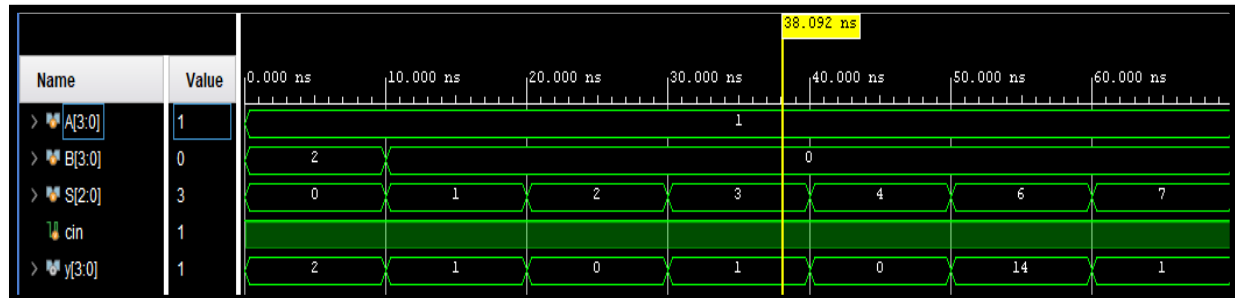 38.092 ns
Name Value 0.000 ns 10.000 ns 20.000 ns 30.000 ns 40.000 ns 50.000 ns 60.000 ns
A[3:0] 1 1
B[3:0] 0 2 0
S[2:0] 3 0 1 2 3 4 6 7
cin 1
y[3:0] 1 2 1 0 1 0 14 1